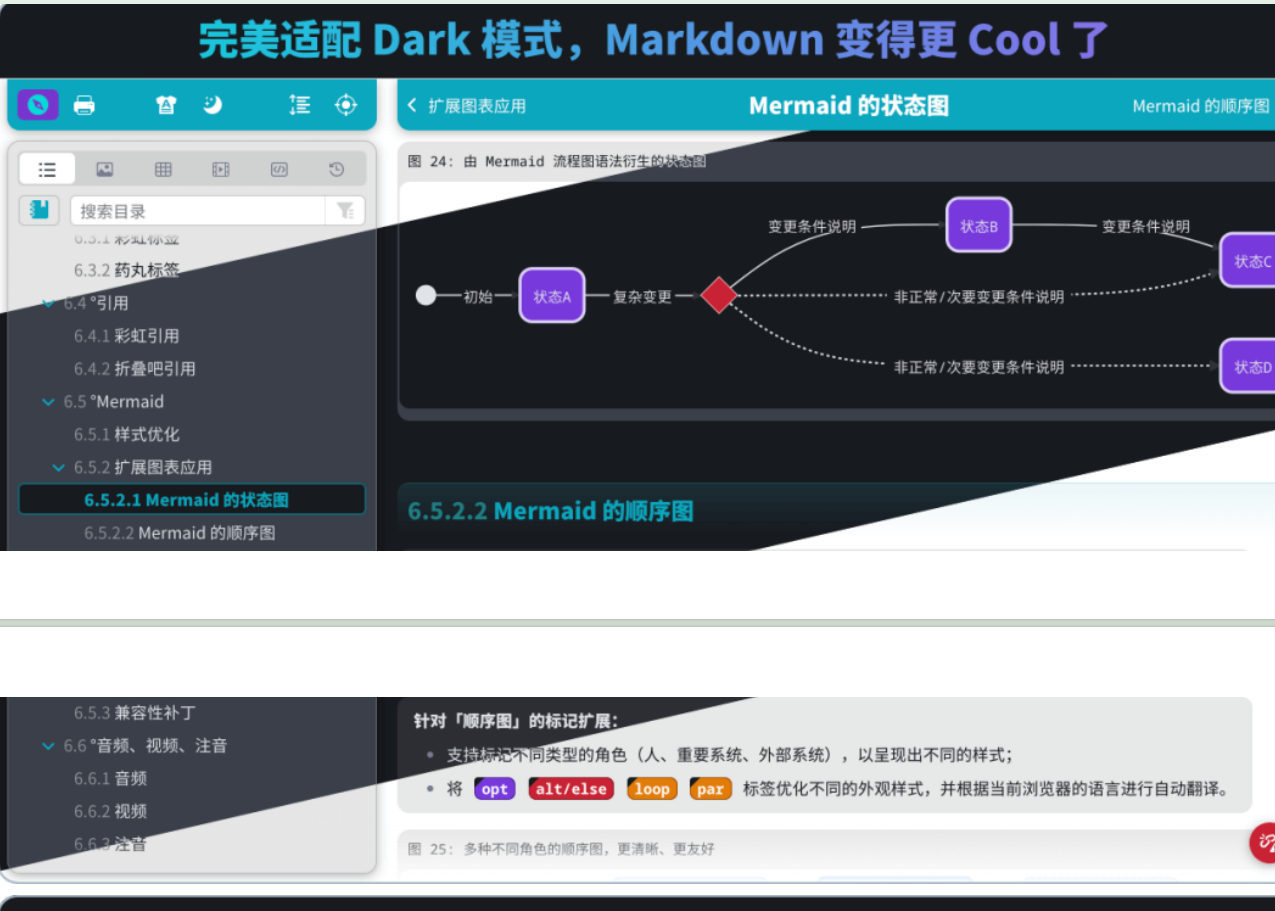 完美适配 Dark 模式，Markdown 变得更 Cool 了
扩展图表应用
Mermaid 的状态图
Mermaid 的顺序图
搜索目录
6.3.1 彩虹标签
6.3.2 药丸标签
6.4 °引用
6.4.1 彩虹引用
6.4.2 折叠吧引用
6.5 °Mermaid
6.5.1 样式优化
6.5.2 扩展图表应用
6.5.2.1 Mermaid 的状态图
6.5.2.2 Mermaid 的顺序图
图 24: 由 Mermaid 流程图语法衍生的状态图
初始
状态A
复杂变更
变更条件说明
状态B
变更条件说明
状态C
非正常/次要变更条件说明
非正常/次要变更条件说明
状态D
6.5.2.2 Mermaid 的顺序图
6.5.3 兼容性补丁
6.6 °音频、视频、注音
6.6.1 音频
6.6.2 视频
6.6.3 注音
针对「顺序图」的标记扩展：
支持标记不同类型的角色（人、重要系统、外部系统），以呈现出不同的样式；
将 opt alt/else loop par 标签优化不同的外观样式，并根据当前浏览器的语言进行自动翻译。
图 25: 多种不同角色的顺序图，更清晰、更友好